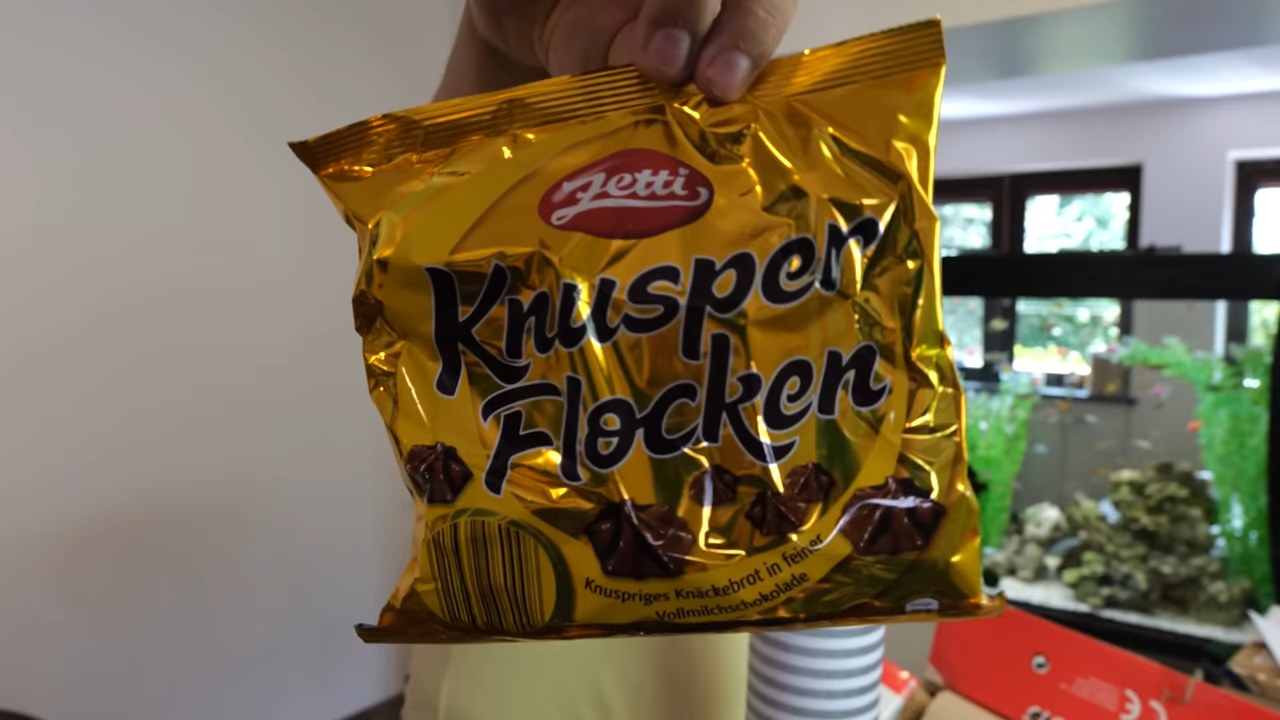 Zetti
Knusper
Flocken
Knuspriges Knäckebrot in feiner
Vollmilchschokolade